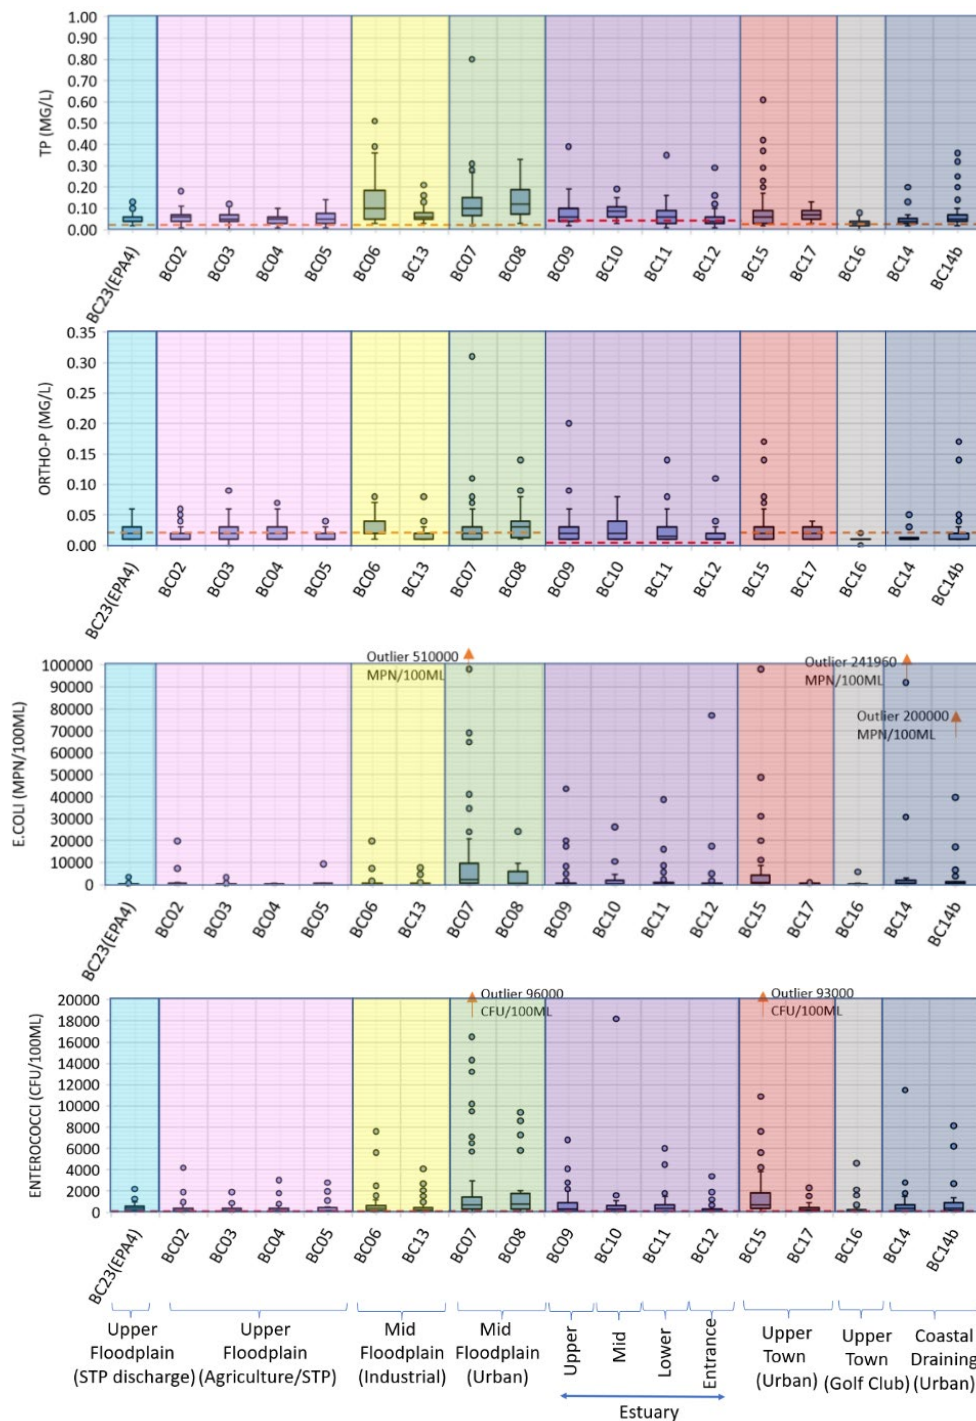 1.00
0.90
0.80
0.70
0.60
0.50
0.40
0.30
0.20
0.10
0.00
TP (MG/L)
BC23(EPA4) BC02 BC03 BC04 BC05 BC06 BC13 BC07 BC08 BC09 BC10 BC11 BC12 BC15 BC17 BC16 BC14 BC14b
0.35
0.30
0.25
0.20
0.15
0.10
0.05
0.00
ORTHO-P (MG/L)
BC23(EPA4) BC02 BC03 BC04 BC05 BC06 BC13 BC07 BC08 BC09 BC10 BC11 BC12 BC15 BC17 BC16 BC14 BC14b
100000
90000
80000
70000
60000
50000
40000
30000
20000
10000
0
E.COLI (MPN/100ML)
Outlier 510000
MPN/100ML
Outlier 241960
MPN/100ML
Outlier 200000
MPN/100ML
BC23(EPA4) BC02 BC03 BC04 BC05 BC06 BC13 BC07 BC08 BC09 BC10 BC11 BC12 BC15 BC17 BC16 BC14 BC14b
20000
18000
16000
14000
12000
10000
8000
6000
4000
2000
0
ENTEROCOCCI (CFU/100ML)
Outlier 96000
CFU/100ML
Outlier 93000
CFU/100ML
BC23(EPA4) BC02 BC03 BC04 BC05 BC06 BC13 BC07 BC08 BC09 BC10 BC11 BC12 BC15 BC17 BC16 BC14 BC14b
Upper
Floodplain
(STP discharge)
Upper
Floodplain
(Agriculture/STP)
Mid
Floodplain
(Industrial)
Mid
Floodplain
(Urban)
Upper
Mid
Lower
Entrance
Estuary
Upper
Town
(Urban)
Upper
Town
(Golf Club)
Coastal
Draining
(Urban)